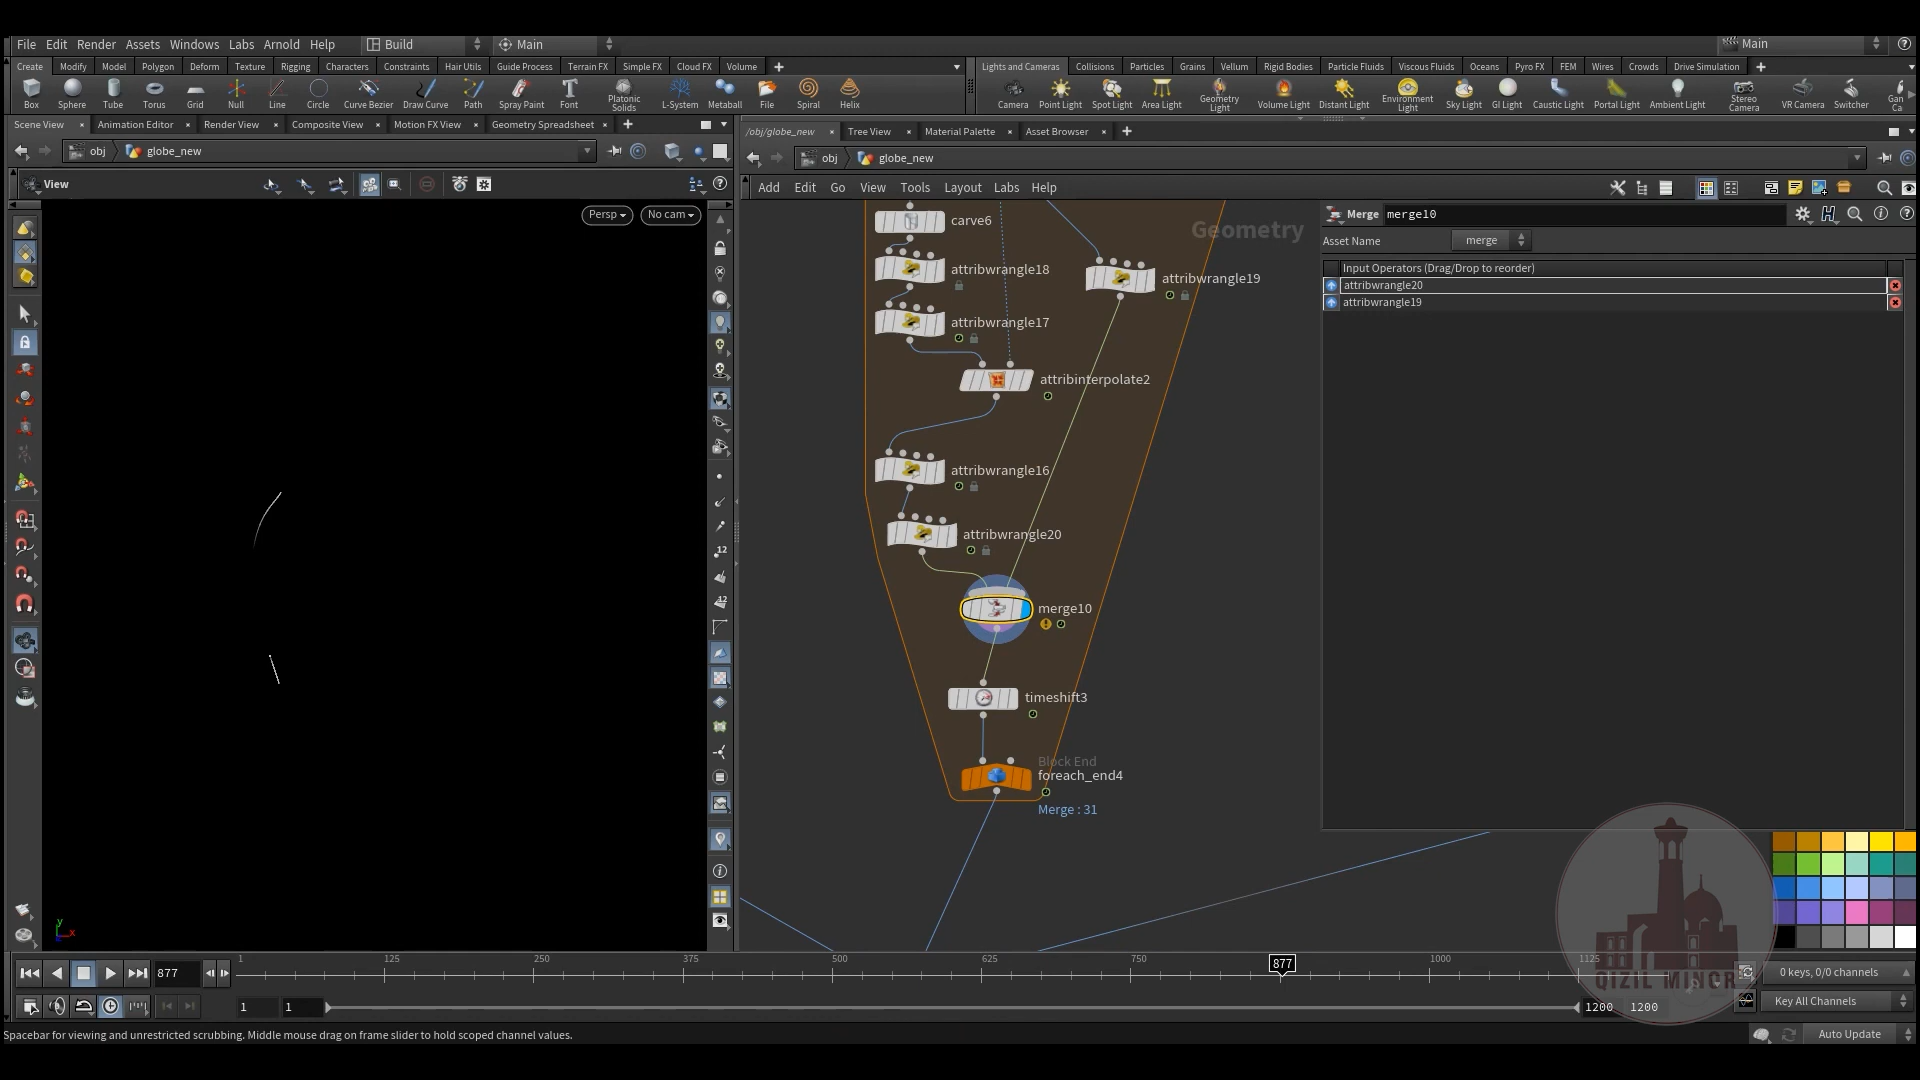 File Edit Render Assets Windows Labs Arnold Help Build Main Main
Create Modify Model Polygon Deform Texture Rigging Characters Constraints Hair Utils Guide Process Terrain FX Simple FX Cloud FX Volume
Lights and Cameras Collisions Particles Grains Vellum Rigid Bodies Particle Fluids Viscous Fluids Oceans Pyro FX FEM Wires Crowds Drive Simulation
Box Sphere Tube Torus Grid Null Line Circle Curve Bezier Draw Curve Path Spray Paint Font Platonic Solids L-System Metaball File Spiral Helix
Camera Point Light Spot Light Area Light Geometry Light Volume Light Distant Light Environment Light Sky Light GI Light Caustic Light Portal Light Ambient Light Stereo Camera VR Camera Switcher Gan Ca
Scene View Animation Editor Render View Composite View Motion FX View Geometry Spreadsheet
/obj/globe_new Tree View Material Palette Asset Browser
obj globe_new
obj globe_new
View
Add Edit Go View Tools Layout Labs Help
Persp No cam
Geometry
carve6
attribwrangle18
attribwrangle19
attribwrangle17
attribinterpolate2
attribwrangle16
attribwrangle20
merge10
timeshift3
Block End
foreach_end4
Merge : 31
Merge merge10
Asset Name merge
Input Operators (Drag/Drop to reorder)
attribwrangle20
attribwrangle19
12
12
y
x
QIZIL MINOR
877 1 125 250 375 500 625 750 877 1000 1125
0 keys, 0/0 channels
1 1 1200 1200 Key All Channels
Spacebar for viewing and unrestricted scrubbing. Middle mouse drag on frame slider to hold scoped channel values.
Auto Update